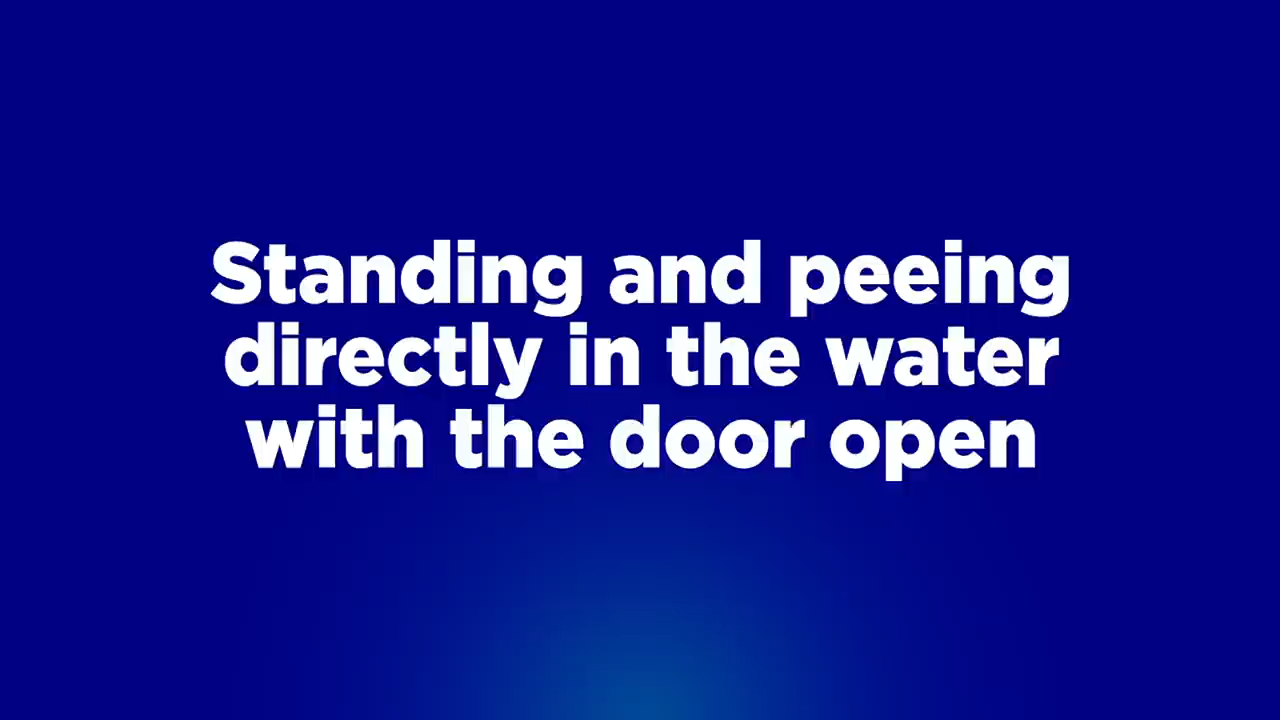 Standing and peeing
directly in the water
with the door open